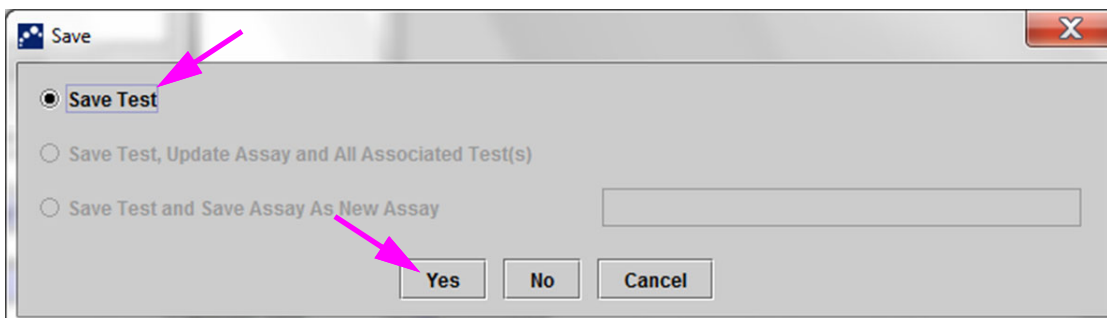 Save
Save Test
Save Test, Update Assay and All Associated Test(s)
Save Test and Save Assay As New Assay
Yes No Cancel